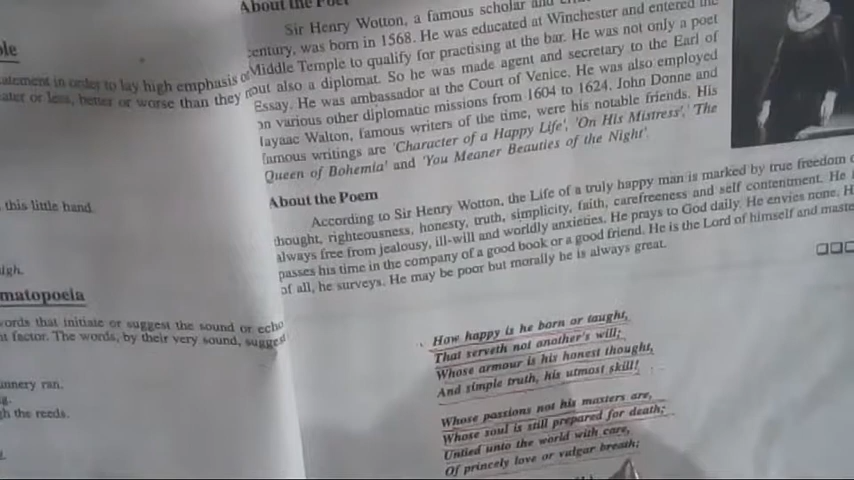 ple
atement in order to lay high emphasis o
ater or less, better or worse than they
this little hand.
igh.
matopoeia
words that initiate or suggest the sound or echo
nt factor. The words, by their very sound, suggest
unnery ran.
g.
gh the reeds.
About the Poet
Sir Henry Wotton, a famous scholar and
century, was born in 1568. He was educated at Winchester and entered the
Middle Temple to qualify for practising at the bar. He was not only a poet
but also a diplomat. So he was made agent and secretary to the Earl of
Essay. He was ambassador at the Court of Venice. He was also employed
on various other diplomatic missions from 1604 to 1624. John Donne and
Iayaac Walton, famous writers of the time, were his notable friends. His
famous writings are 'Character of a Happy Life', 'On His Mistress',' The
Queen of Bohemia' and 'You Meaner Beauties of the Night'.
About the Poem
According to Sir Henry Wotton, the Life of a truly happy man is marked by true freedom o
thought, righteousness, honesty, truth, simplicity, faith, carefreeness and self contentment. He i
always free from jealousy, ill-will and worldly anxieties. He prays to God daily. He envies none. H
passes his time in the company of a good book or a good friend. He is the Lord of himself and maste
of all, he surveys. He may be poor but morally he is always great.
How happy is he born or taught,
That serveth not another's will;
Whose armour is his honest thought,
And simple truth, his utmost skill!
Whose passions not his masters are,
Whose soul is still prepared for death;
Untied unto the world with care,
Of princely love or vulgar breath;